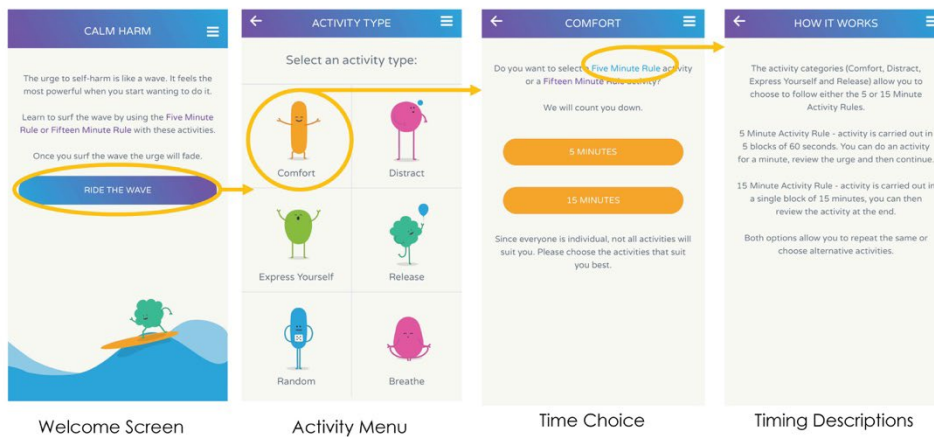 CALM HARM
The urge to self-harm is like a wave. It feels the
most powerful when you start wanting to do it.
Learn to surf the wave by using the Five Minute
Rule or Fifteen Minute Rule with these activities.
Once you surf the wave the urge will fade.
RIDE THE WAVE
Welcome Screen
ACTIVITY TYPE
Select an activity type:
Comfort
Distract
Express Yourself
Release
Random
Breathe
Activity Menu
COMFORT
Do you want to select a Five Minute Rule activity
or a Fifteen Minute Rule activity?
We will count you down.
5 MINUTES
15 MINUTES
Since everyone is individual, not all activities will
suit you. Please choose the activities that suit
you best.
Time Choice
HOW IT WORKS
The activity categories (Comfort, Distract,
Express Yourself and Release) allow you to
choose to follow either the 5 or 15 Minute
Activity Rules.
5 Minute Activity Rule - activity is carried out in
5 blocks of 60 seconds. You can do an activity
for a minute, review the urge and then continue.
15 Minute Activity Rule - activity is carried out in
a single block of 15 minutes, you can then
review the activity at the end.
Both options allow you to repeat the same or
choose alternative activities.
Timing Descriptions